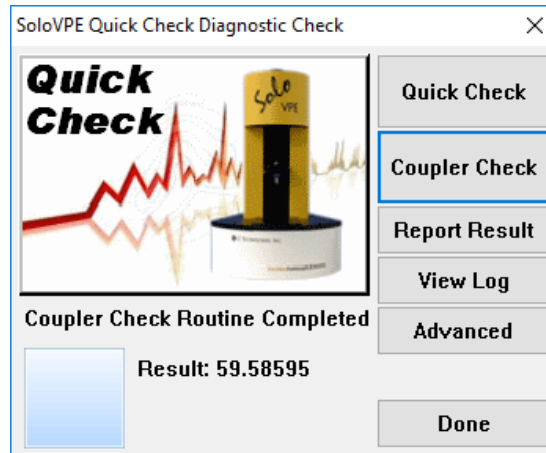 SoloVPE Quick Check Diagnostic Check
Quick
Check
Solo
VPE
Quick Check
Coupler Check
Report Result
View Log
Advanced
Coupler Check Routine Completed
Result: 59.58595
Done